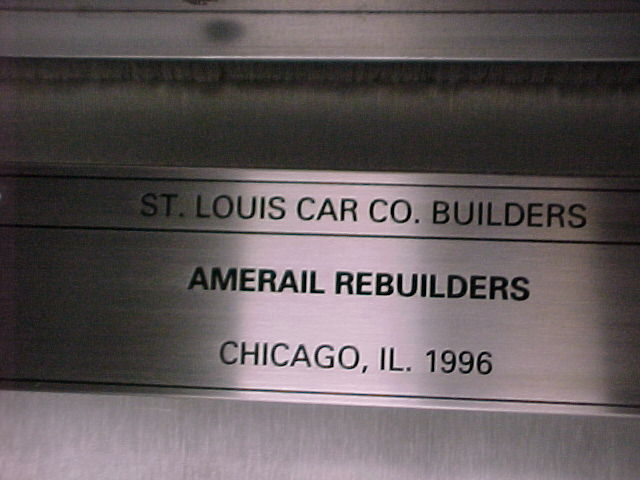 ST. LOUIS CAR CO. BUILDERS
AMERAIL REBUILDERS
CHICAGO, IL. 1996